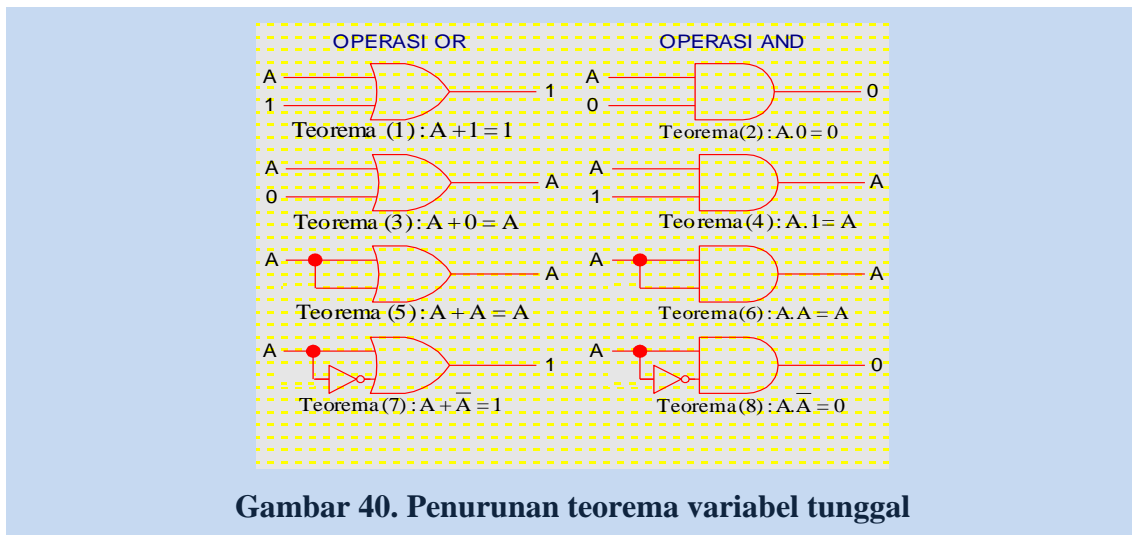 OPERASI OR
OPERASI AND
A
1
1
Teorema (1) : A + 1 = 1
A
0
0
Teorema(2) : A.0 = 0
A
0
A
Teorema (3) : A + 0 = A
A
1
A
Teorema(4) : A.1 = A
A
A
Teorema (5) : A + A = A
A
A
Teorema(6) : A.A = A
A
1
Teorema (7) : A + A̅ = 1
A
0
Teorema(8) : A.A̅ = 0
Gambar 40. Penurunan teorema variabel tunggal